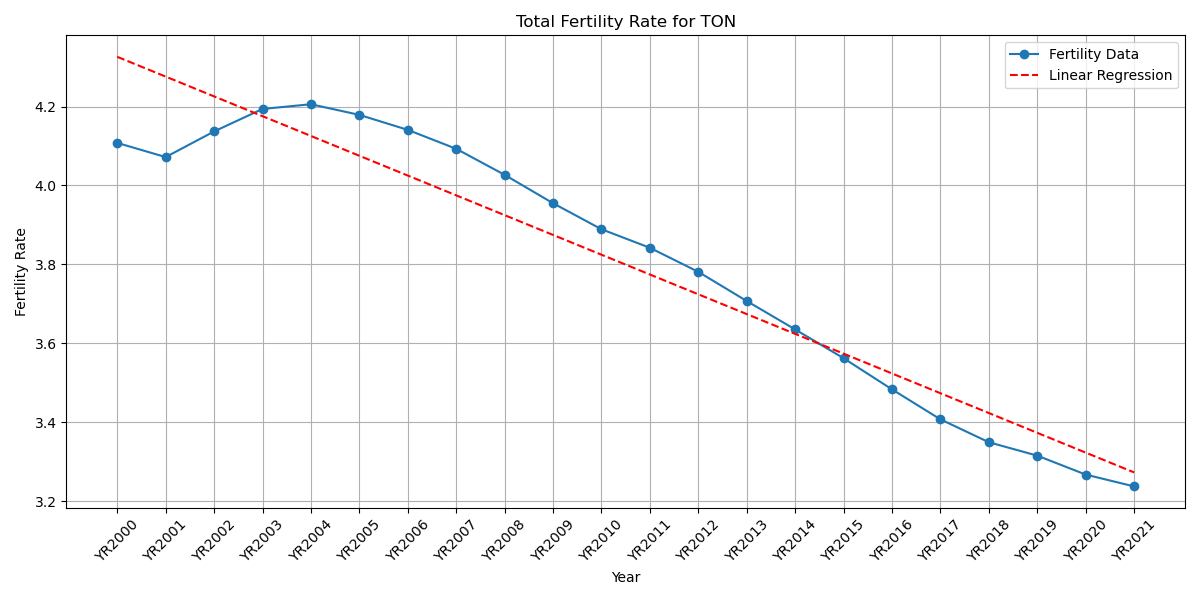 Total Fertility Rate for TON
Fertility Data
Linear Regression
Fertility Rate
4.2
4.0
3.8
3.6
3.4
3.2
YR2000
YR2001
YR2002
YR2003
YR2004
YR2005
YR2006
YR2007
YR2008
YR2009
YR2010
YR2011
YR2012
YR2013
YR2014
YR2015
YR2016
YR2017
YR2018
YR2019
YR2020
YR2021
Year